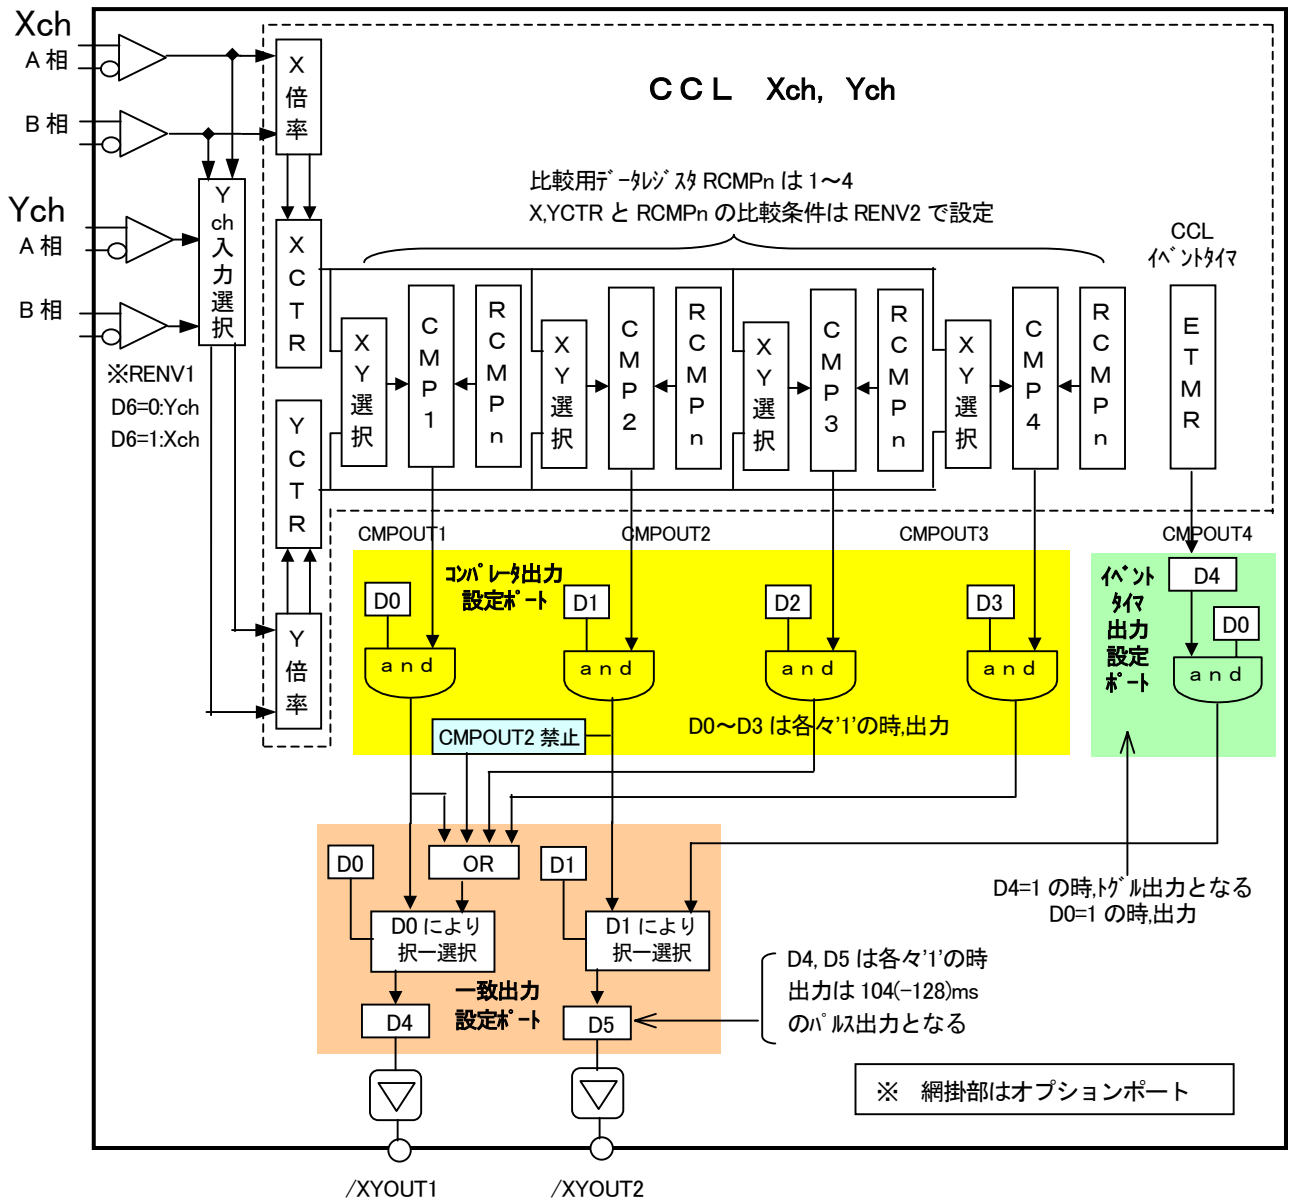 Xch
A 相
B 相
Ych
A 相
B 相
※RENV1
D6=0:Ych
D6=1:Xch
Ych入力選択
X倍率
XCTR
YCTR
Y倍率
CCL Xch, Ych
比較用ﾃﾞｰﾀﾚｼﾞｽﾀ RCMPn は 1～4
X,YCTR と RCMPn の比較条件は RENV2 で設定
CCL
ｲﾍﾞﾝﾄﾀｲﾏ
XY選択
CMP1
RCMPn
XY選択
CMP2
RCMPn
XY選択
CMP3
RCMPn
XY選択
CMP4
RCMPn
ETMR
CMPOUT1
CMPOUT2
CMPOUT3
CMPOUT4
ｺﾝﾊﾟﾚｰﾀ出力
設定ﾎﾟｰﾄ
D0
D1
D2
D3
and
and
and
and
ｲﾍﾞﾝﾄ
ﾀｲﾏ
出力
設定
ﾎﾟｰﾄ
D4
D0
and
CMPOUT2 禁止
D0～D3 は各々'1'の時,出力
D0
OR
D1
D0 により
択一選択
D1 により
択一選択
一致出力
設定ﾎﾟｰﾄ
D4
D5
D4=1 の時,ﾄｸﾞﾙ出力となる
D0=1 の時,出力
D4, D5 は各々'1'の時
出力は 104(-128)ms
のﾊﾟﾙｽ出力となる
※ 網掛部はオプションポート
/XYOUT1
/XYOUT2